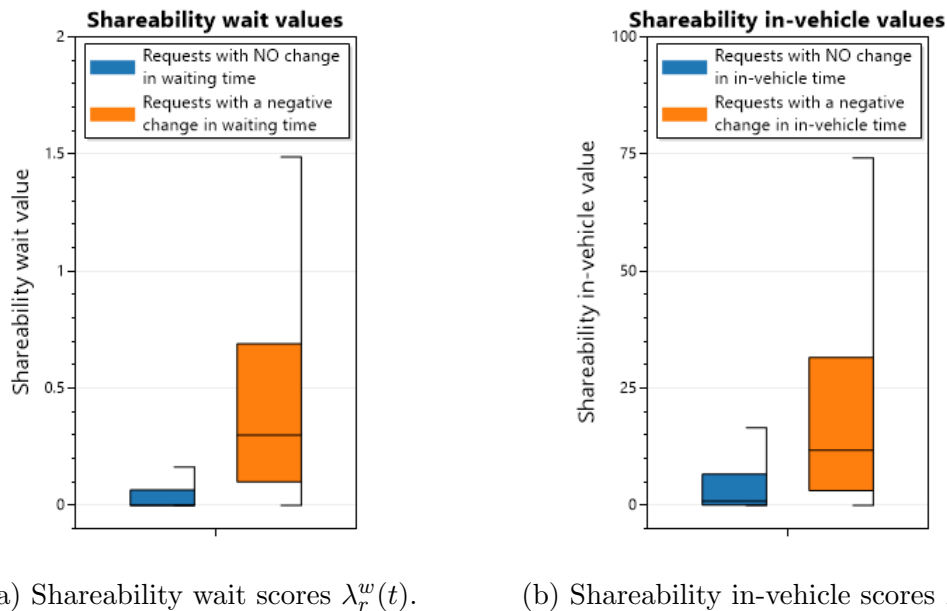 Shareability wait values
2
Requests with NO change
in waiting time
Requests with a negative
change in waiting time
1.5
1
0.5
0
Shareability wait value
a) Shareability wait scores λ_r^w(t).
Shareability in-vehicle values
100
Requests with NO change
in in-vehicle time
Requests with a negative
change in in-vehicle time
75
50
25
0
Shareability in-vehicle value
(b) Shareability in-vehicle scores